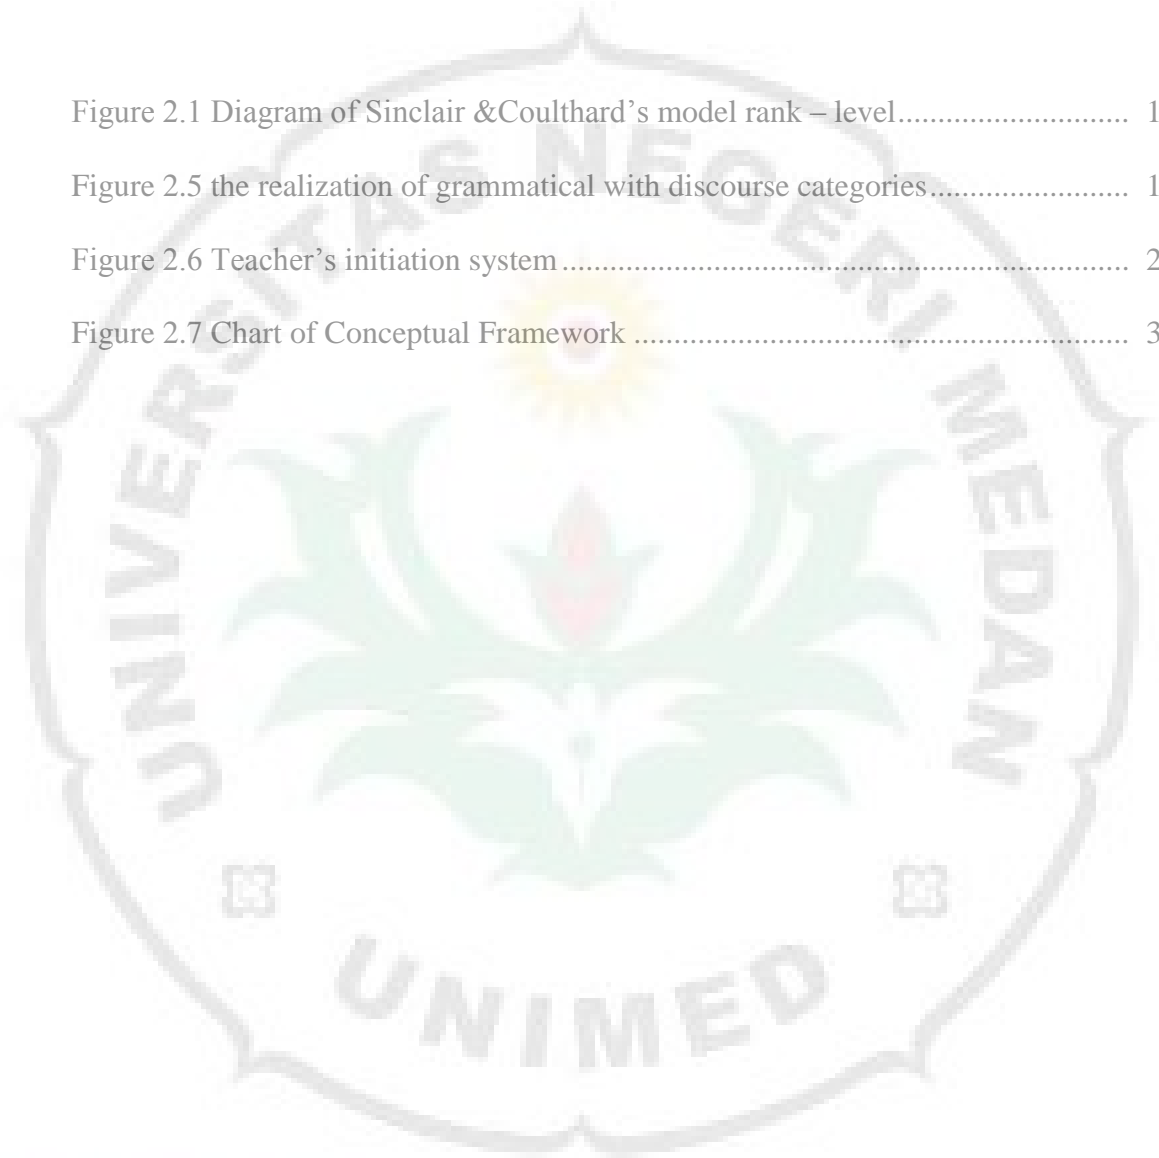 Figure 2.1 Diagram of Sinclair &Coulthard’s model rank – level............................. 1
Figure 2.5 the realization of grammatical with discourse categories......................... 1
Figure 2.6 Teacher’s initiation system....................................................................... 2
Figure 2.7 Chart of Conceptual Framework .............................................................. 3
UNIVERSITAS NEGERI MEDAN
UNIMED